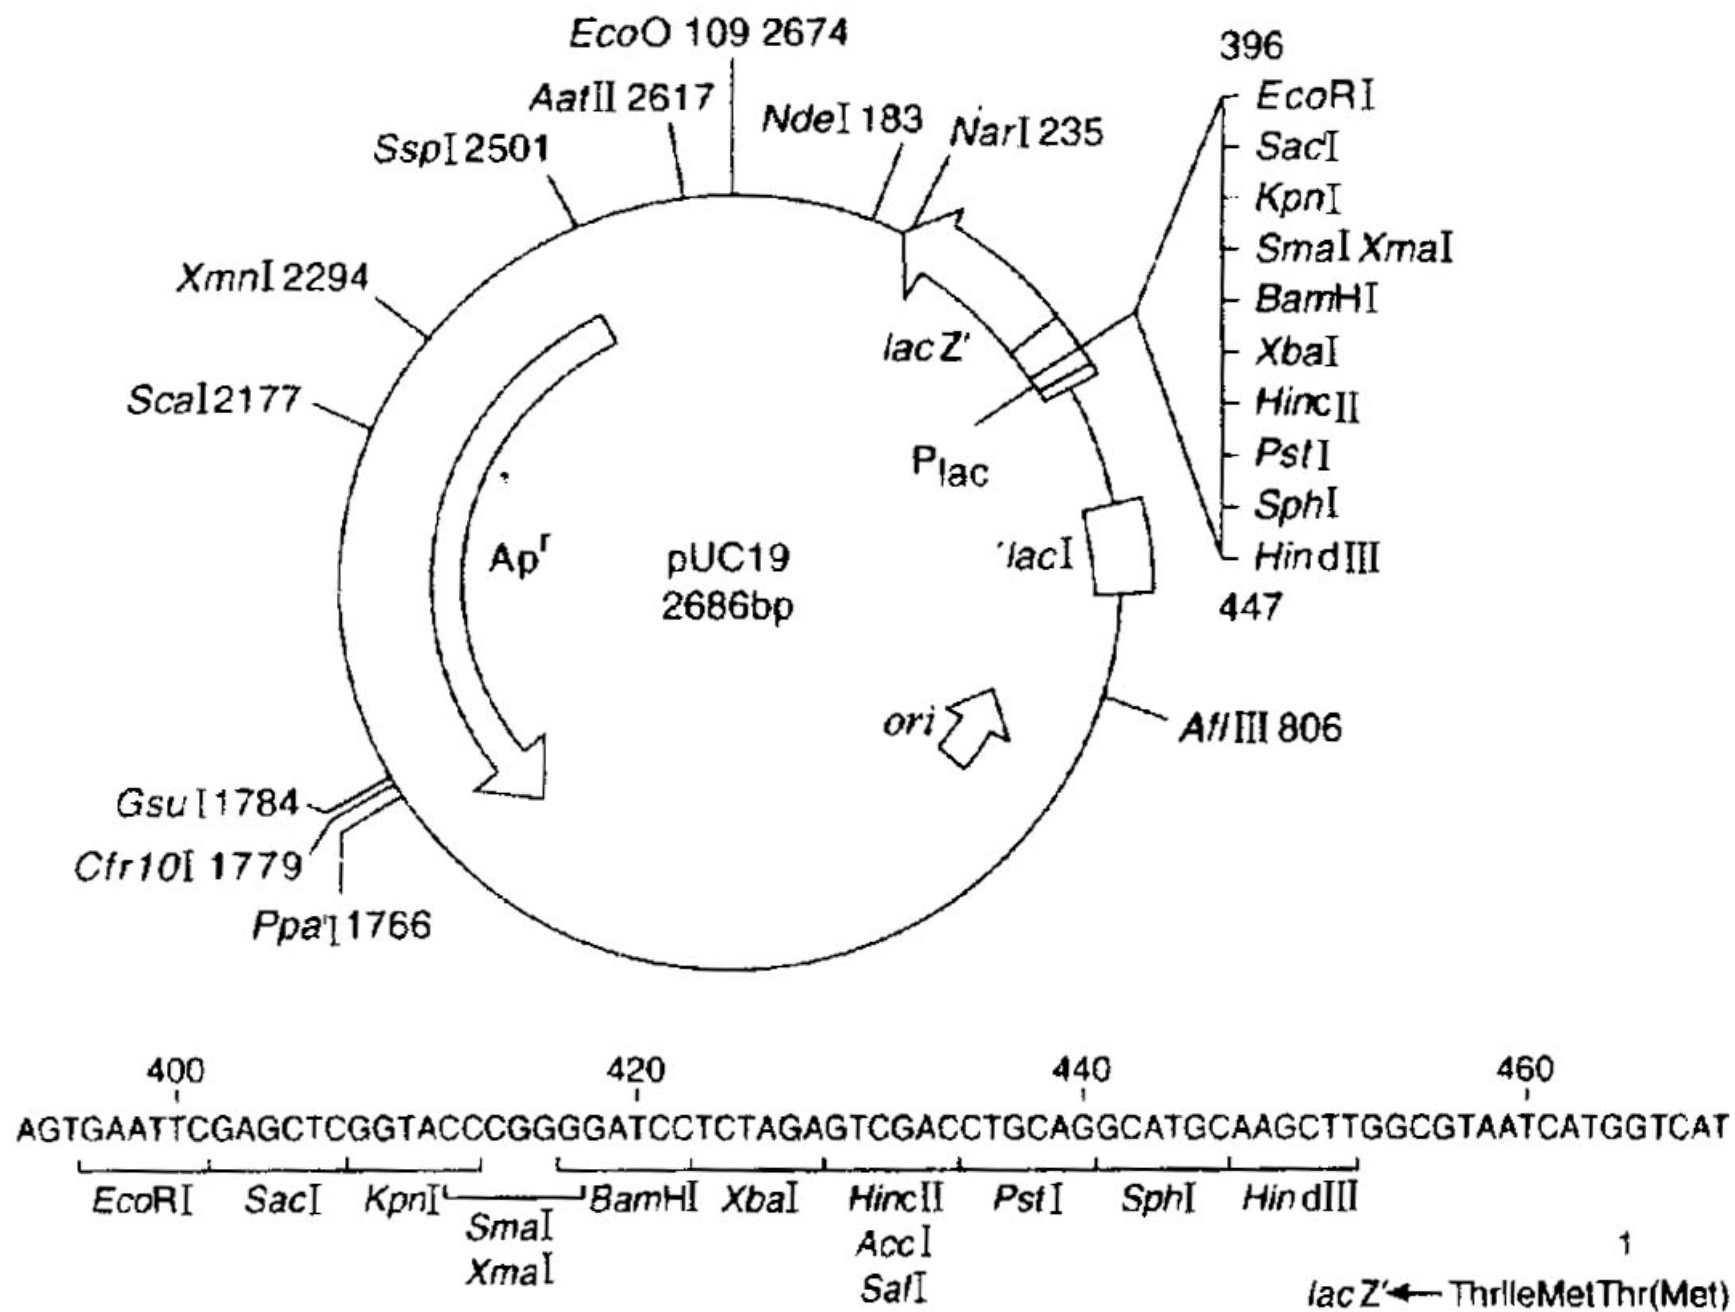 EcoO 109 2674
AatII 2617
NdeI 183
NarI 235
SspI 2501
XmnI 2294
ScaI 2177
396
EcoRI
SacI
KpnI
SmaI XmaI
BamHI
XbaI
HincII
PstI
SphI
HindIII
447
lac Z'
Plac
Apr
pUC19
2686bp
'lacI
ori
AflIII 806
GsuI 1784
Cfr10I 1779
PpaI 1766
400 420 440 460
AGTGAATTCGAGCTCGGTACCCGGGGATCCTCTAGAGTCGACCTGCAGGCATGCAAGCTTGGCGTAATCATGGTCAT
EcoRI SacI KpnI BamHI XbaI HincII PstI SphI HindIII
SmaI AccI 1
XmaI SalI lac Z'← ThrIleMetThr(Met)